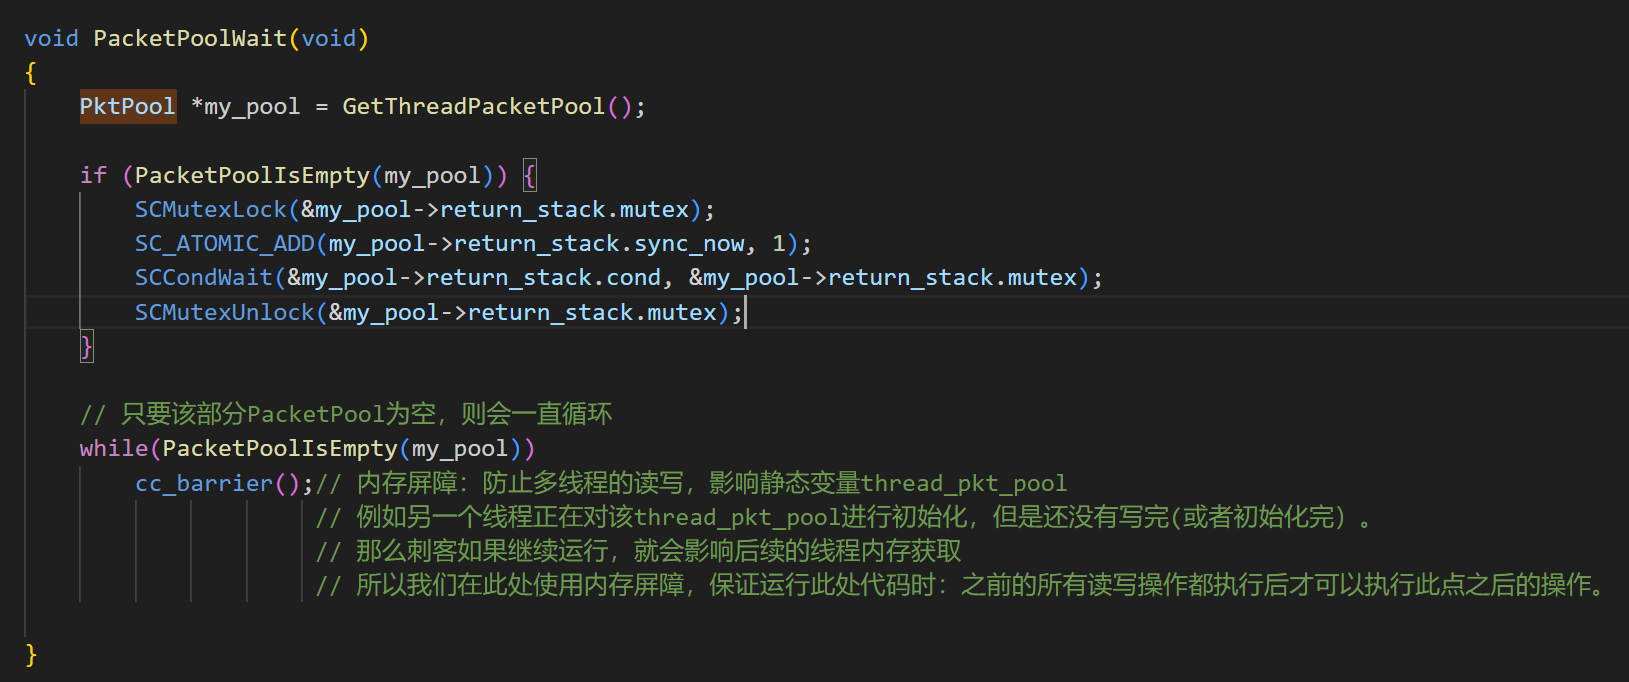 void PacketPoolWait(void)
{
PktPool *my_pool = GetThreadPacketPool();
if (PacketPoolIsEmpty(my_pool)) {
SCMutexLock(&my_pool->return_stack.mutex);
SC_ATOMIC_ADD(my_pool->return_stack.sync_now, 1);
SCCondWait(&my_pool->return_stack.cond, &my_pool->return_stack.mutex);
SCMutexUnlock(&my_pool->return_stack.mutex);
}
// 只要该部分PacketPool为空，则会一直循环
while(PacketPoolIsEmpty(my_pool))
cc_barrier();// 内存屏障：防止多线程的读写，影响静态变量thread_pkt_pool
// 例如另一个线程正在对该thread_pkt_pool进行初始化，但是还没有写完(或者初始化完）。
// 那么刺客如果继续运行，就会影响后续的线程内存获取
// 所以我们在此处使用内存屏障，保证运行此处代码时：之前的所有读写操作都执行后才可以执行此点之后的操作。
}